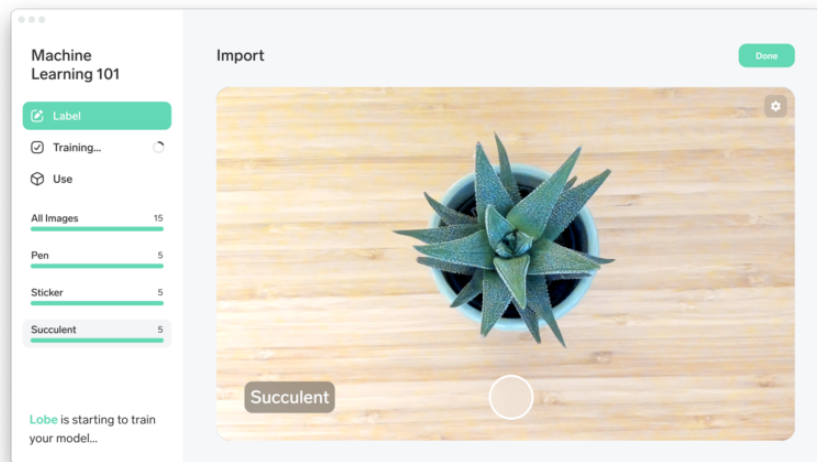 Machine
Learning 101
Label
Training...
Use
All Images 15
Pen 5
Sticker 5
Succulent 5
Lobe is starting to train
your model...
Import
Done
Succulent